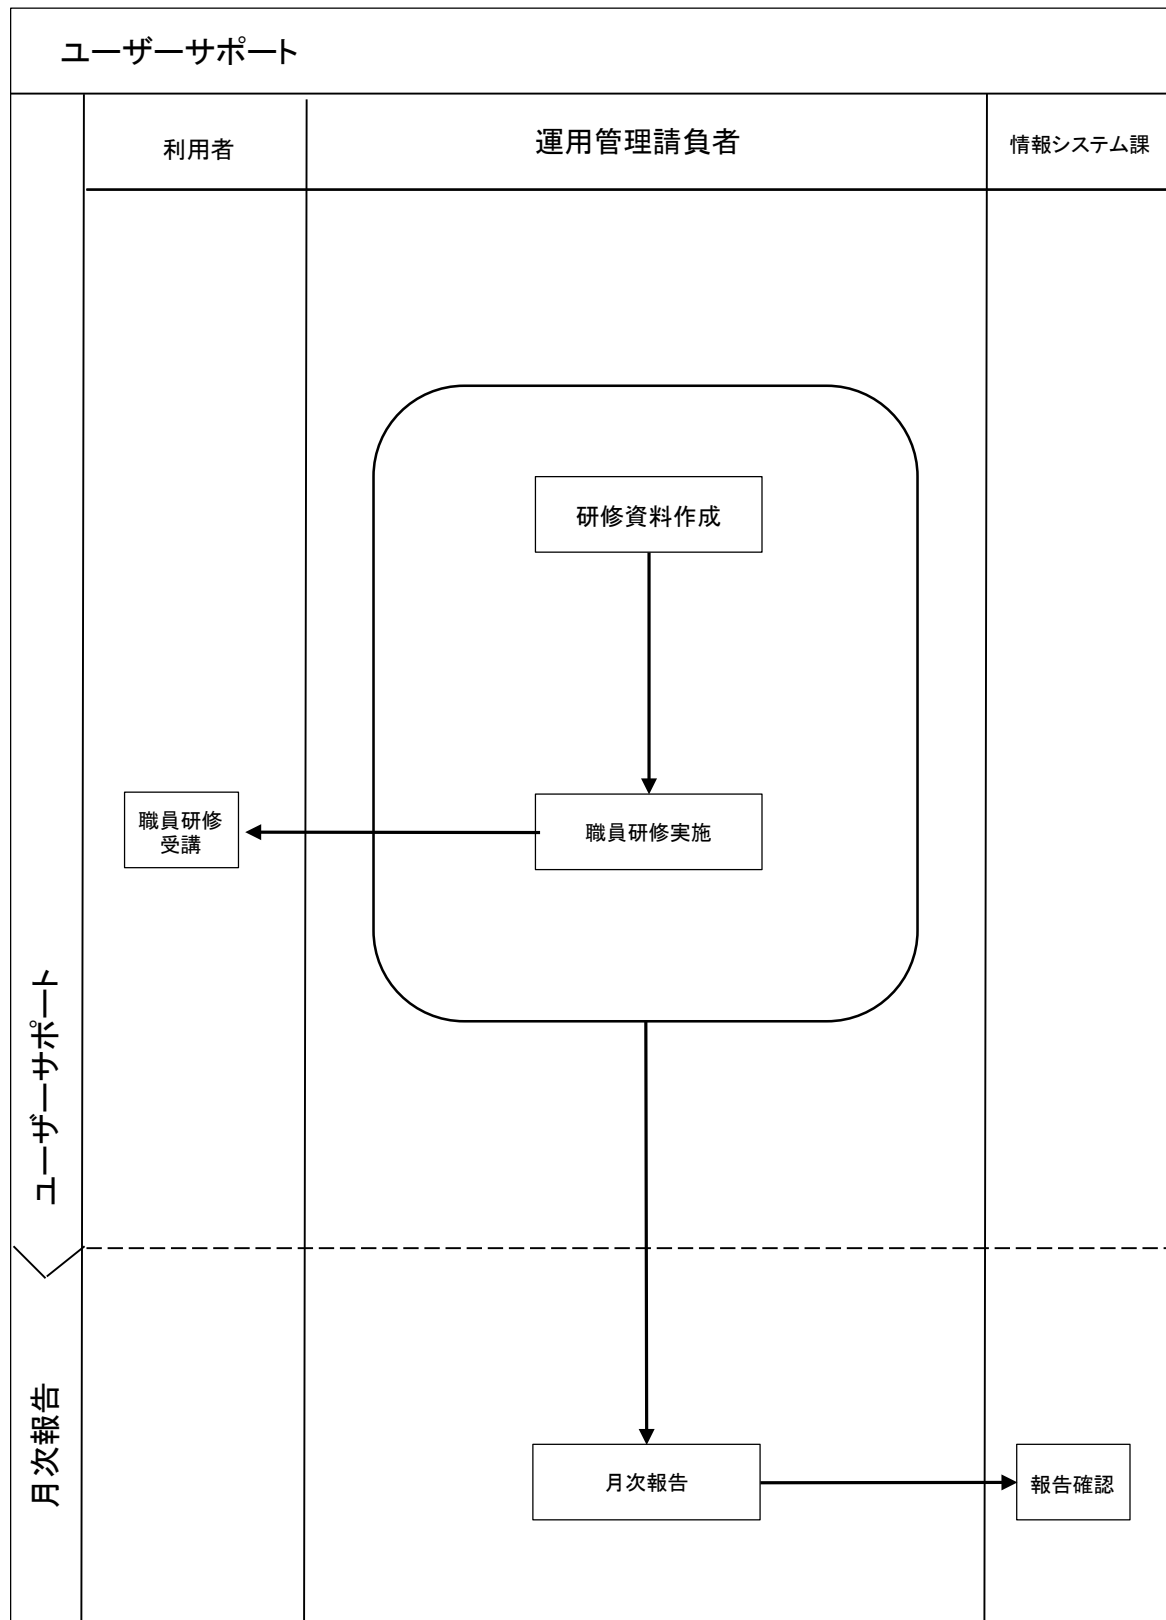 ユーザーサポート
利用者
運用管理請負者
情報システム課
研修資料作成
職員研修
受講
職員研修実施
ユーザーサポート
月次報告
月次報告
報告確認